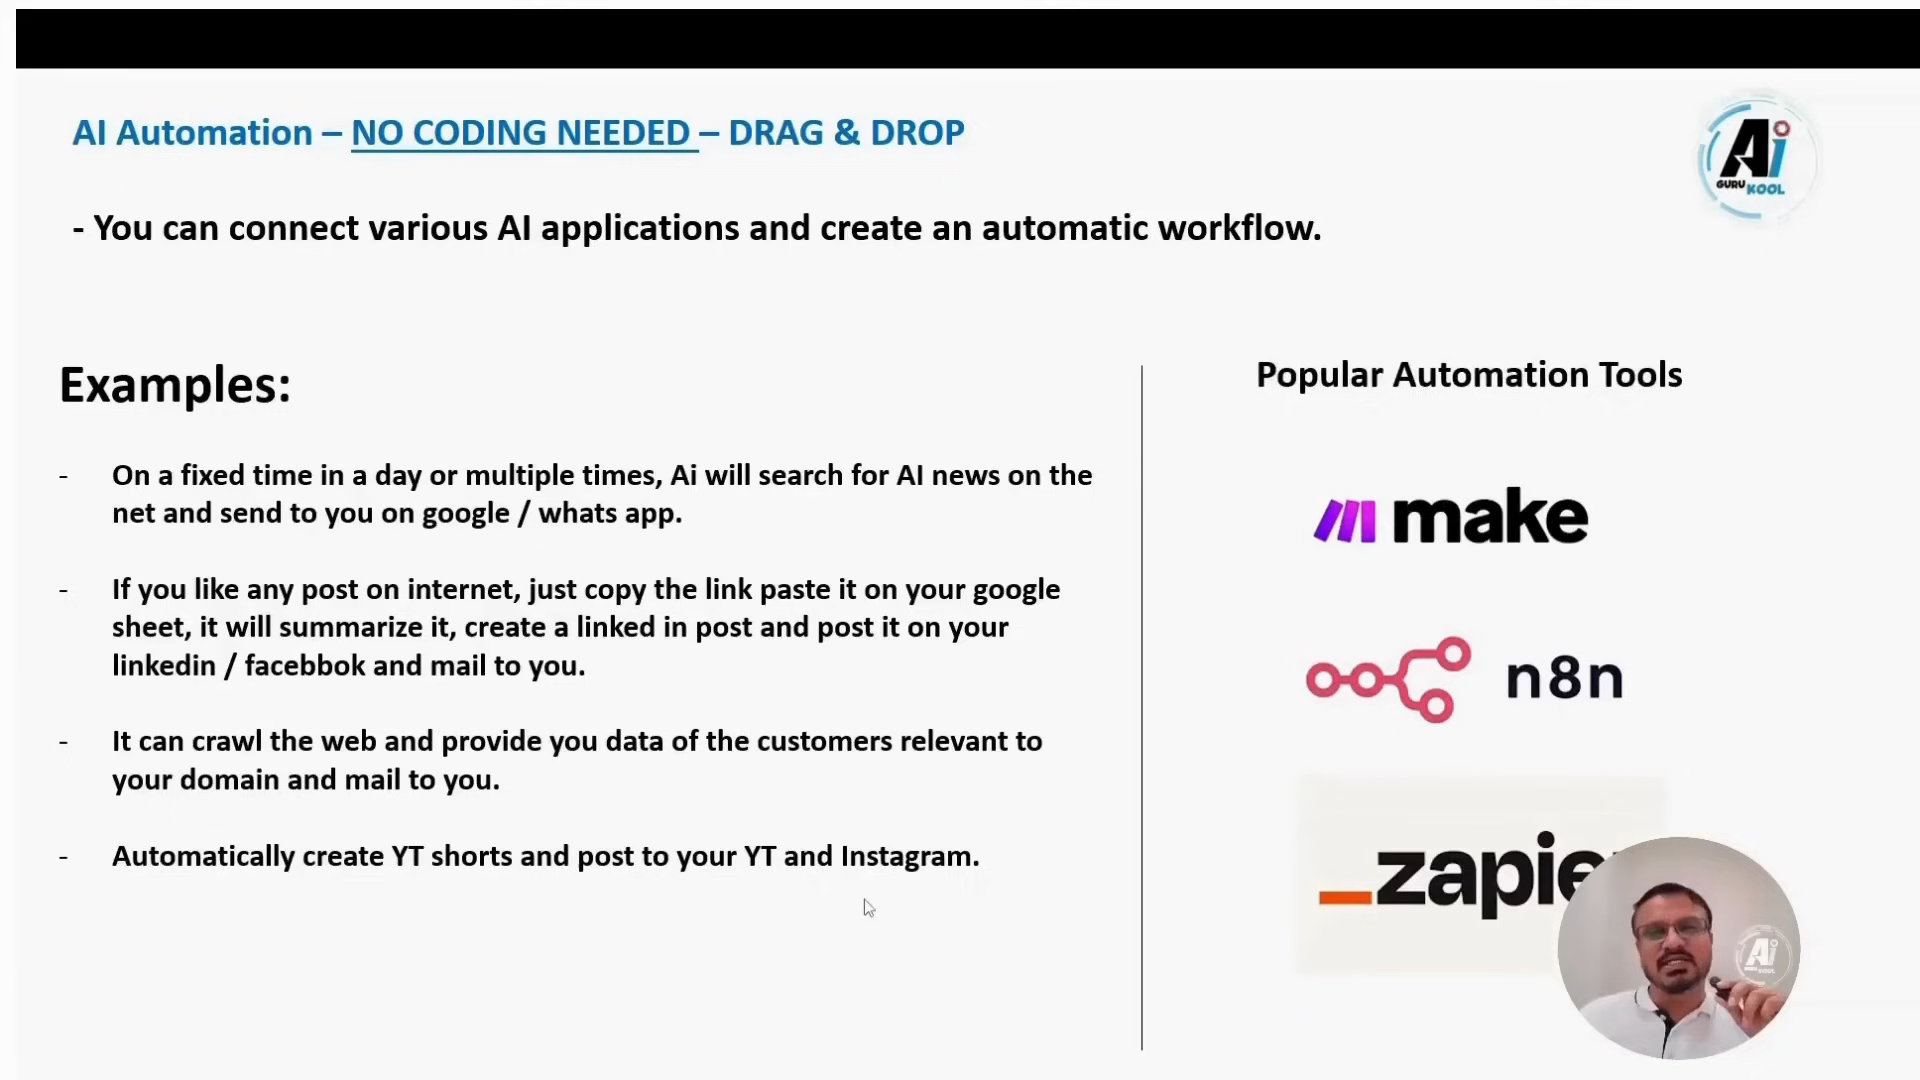 AI Automation – NO CODING NEEDED – DRAG & DROP
Ai
GURU KOOL
- You can connect various AI applications and create an automatic workflow.
Examples:
- On a fixed time in a day or multiple times, Ai will search for AI news on the
net and send to you on google / whats app.
- If you like any post on internet, just copy the link paste it on your google
sheet, it will summarize it, create a linked in post and post it on your
linkedin / facebbok and mail to you.
- It can crawl the web and provide you data of the customers relevant to
your domain and mail to you.
- Automatically create YT shorts and post to your YT and Instagram.
Popular Automation Tools
make
n8n
zapie
Ai